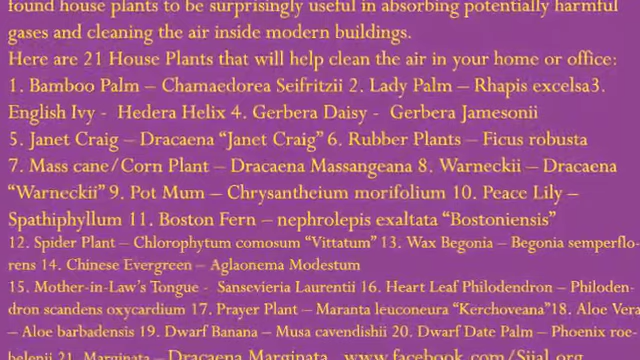 found house plants to be surprisingly useful in absorbing potentially harmful
gases and cleaning the air inside modern buildings.
Here are 21 House Plants that will help clean the air in your home or office:
1. Bamboo Palm – Chamaedorea Seifritzii 2. Lady Palm – Rhapis excelsa3.
English Ivy -  Hedera Helix 4. Gerbera Daisy -  Gerbera Jamesonii
5. Janet Craig – Dracaena “Janet Craig” 6. Rubber Plants – Ficus robusta
7. Mass cane/Corn Plant – Dracaena Massangeana 8. Warneckii – Dracaena
“Warneckii” 9. Pot Mum – Chrysantheium morifolium 10. Peace Lily –
Spathiphyllum 11. Boston Fern – nephrolepis exaltata “Bostoniensis”
12. Spider Plant – Chlorophytum comosum “Vittatum” 13. Wax Begonia – Begonia semperflo-
rens 14. Chinese Evergreen – Aglaonema Modestum
15. Mother-in-Law’s Tongue -  Sansevieria Laurentii 16. Heart Leaf Philodendron – Philoden-
dron scandens oxycardium 17. Prayer Plant – Maranta leuconeura “Kerchoveana”18. Aloe Vera
– Aloe barbadensis 19. Dwarf Banana – Musa cavendishii 20. Dwarf Date Palm – Phoenix roe-
belenii 21. Marginata – Dracaena Marginata   www.facebook.com/Sijal.org